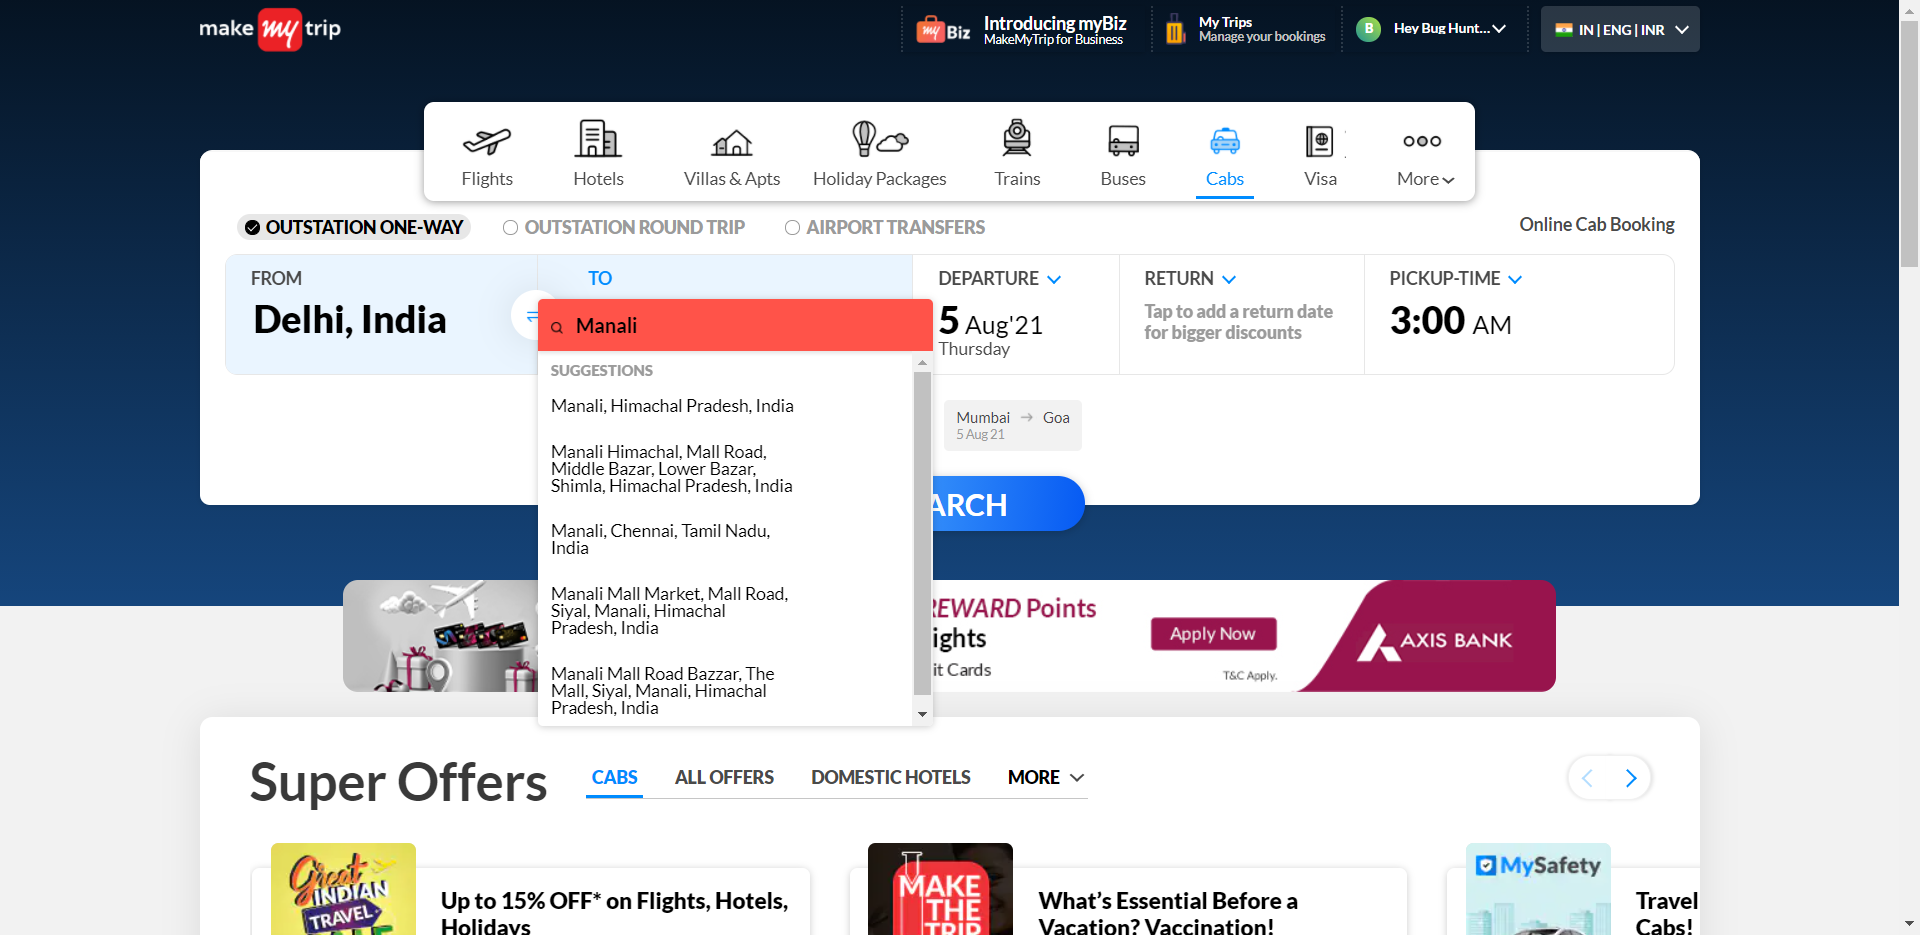 make my trip
my Biz
Introducing myBiz
MakeMyTrip for Business
My Trips
Manage your bookings
B
Hey Bug Hunt...
IN | ENG | INR
Flights
Hotels
Villas & Apts
Holiday Packages
Trains
Buses
Cabs
Visa
More
OUTSTATION ONE-WAY
OUTSTATION ROUND TRIP
AIRPORT TRANSFERS
Online Cab Booking
FROM
Delhi, India
TO
Manali
DEPARTURE
5 Aug'21
Thursday
RETURN
Tap to add a return date
for bigger discounts
PICKUP-TIME
3:00 AM
SUGGESTIONS
Manali, Himachal Pradesh, India
Manali Himachal, Mall Road,
Middle Bazar, Lower Bazar,
Shimla, Himachal Pradesh, India
Manali, Chennai, Tamil Nadu,
India
Manali Mall Market, Mall Road,
Siyal, Manali, Himachal
Pradesh, India
Manali Mall Road Bazzar, The
Mall, Siyal, Manali, Himachal
Pradesh, India
Mumbai → Goa
5 Aug 21
ARCH
REWARD Points
ights
it Cards
Apply Now
T&C Apply.
AXIS BANK
Super Offers
CABS
ALL OFFERS
DOMESTIC HOTELS
MORE
Great
INDIAN
TRAVEL
SALE
Up to 15% OFF* on Flights, Hotels,
Holidays
MAKE
THE
TRIP
What's Essential Before a
Vacation? Vaccination!
MySafety
Travel
Cabs!